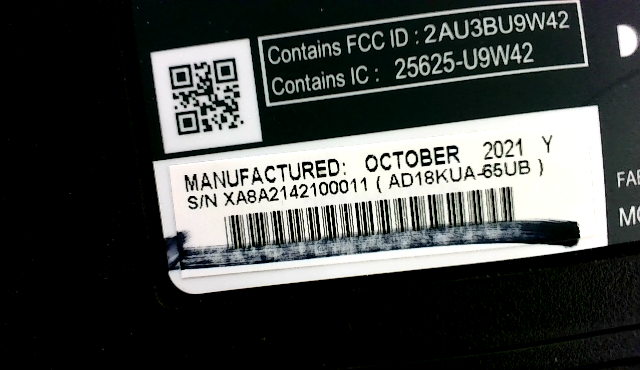 Contains FCC ID : 2AU3BU9W42
Contains IC : 25625-U9W42
MANUFACTURED: OCTOBER 2021 Y
S/N XA8A2142100011 ( AD18KUA-65UB )